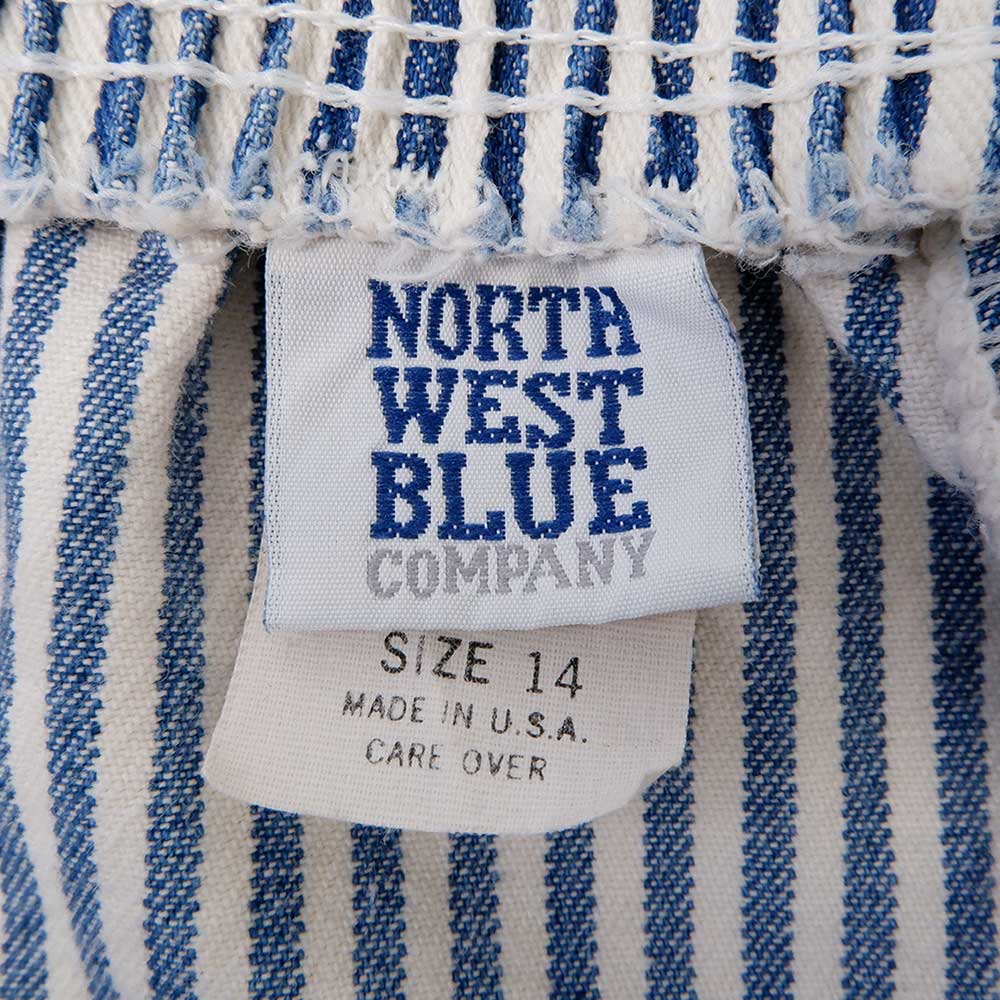 NORTH
WEST
BLUE
COMPANY
SIZE 14
MADE IN U.S.A.
CARE OVER